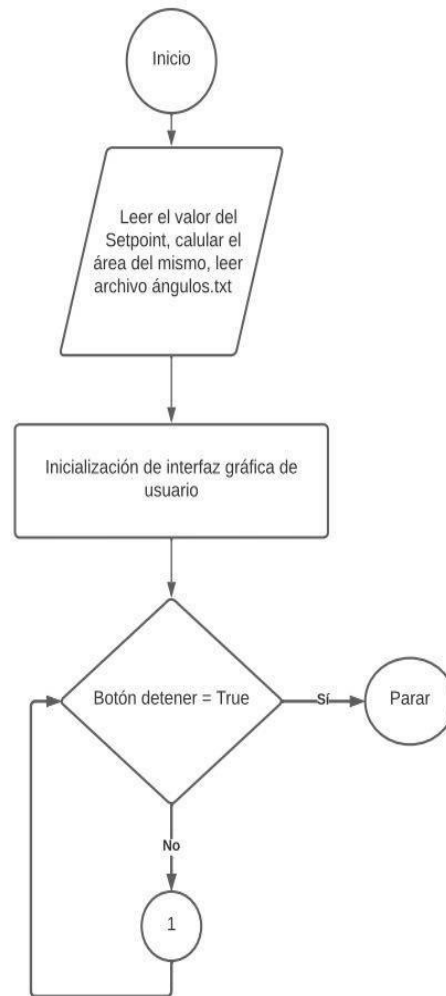 Inicio
Leer el valor del
Setpoint, calular el
área del mismo, leer
archivo ángulos.txt
Inicialización de interfaz gráfica de
usuario
Botón detener = True
Sí
Parar
No
1